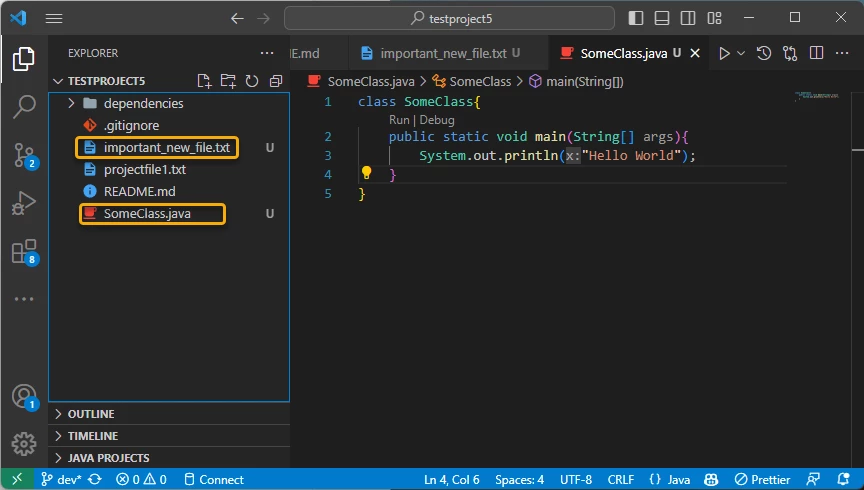 testproject5
EXPLORER
TESTPROJECT5
dependencies
.gitignore
important_new_file.txt U
projectfile1.txt
README.md
SomeClass.java U
OUTLINE
TIMELINE
JAVA PROJECTS
2
8
1
E.md important_new_file.txt U SomeClass.java U
SomeClass.java > SomeClass > main(String[])
1 class SomeClass{
Run | Debug
2 public static void main(String[] args){
3 System.out.println(x:"Hello World");
4 }
5 }
dev* 0 0 Connect Ln 4, Col 6 Spaces: 4 UTF-8 CRLF {} Java Prettier